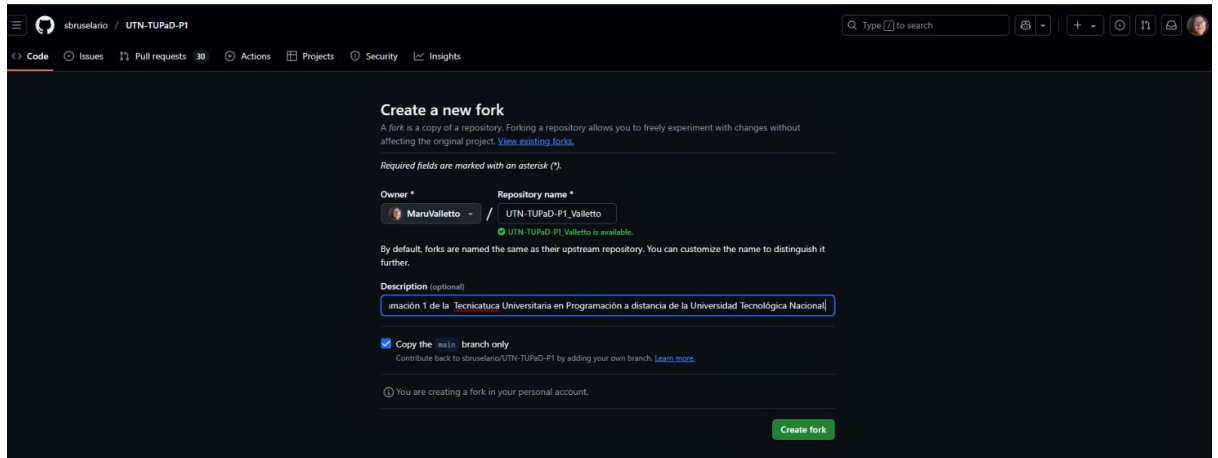 sbruselario / UTN-TUPaD-P1
Type / to search
Code Issues Pull requests 30 Actions Projects Security Insights
Create a new fork
A fork is a copy of a repository. Forking a repository allows you to freely experiment with changes without
affecting the original project. View existing forks.
Required fields are marked with an asterisk (*).
Owner * Repository name *
MaruValletto / UTN-TUPaD-P1_Valletto
UTN-TUPaD-P1_Valletto is available.
By default, forks are named the same as their upstream repository. You can customize the name to distinguish it
further.
Description (optional)
mación 1 de la Tecnicatuca Universitaria en Programación a distancia de la Universidad Tecnológica Nacional
Copy the main branch only
Contribute back to sbruselario/UTN-TUPaD-P1 by adding your own branch. Learn more.
You are creating a fork in your personal account.
Create fork